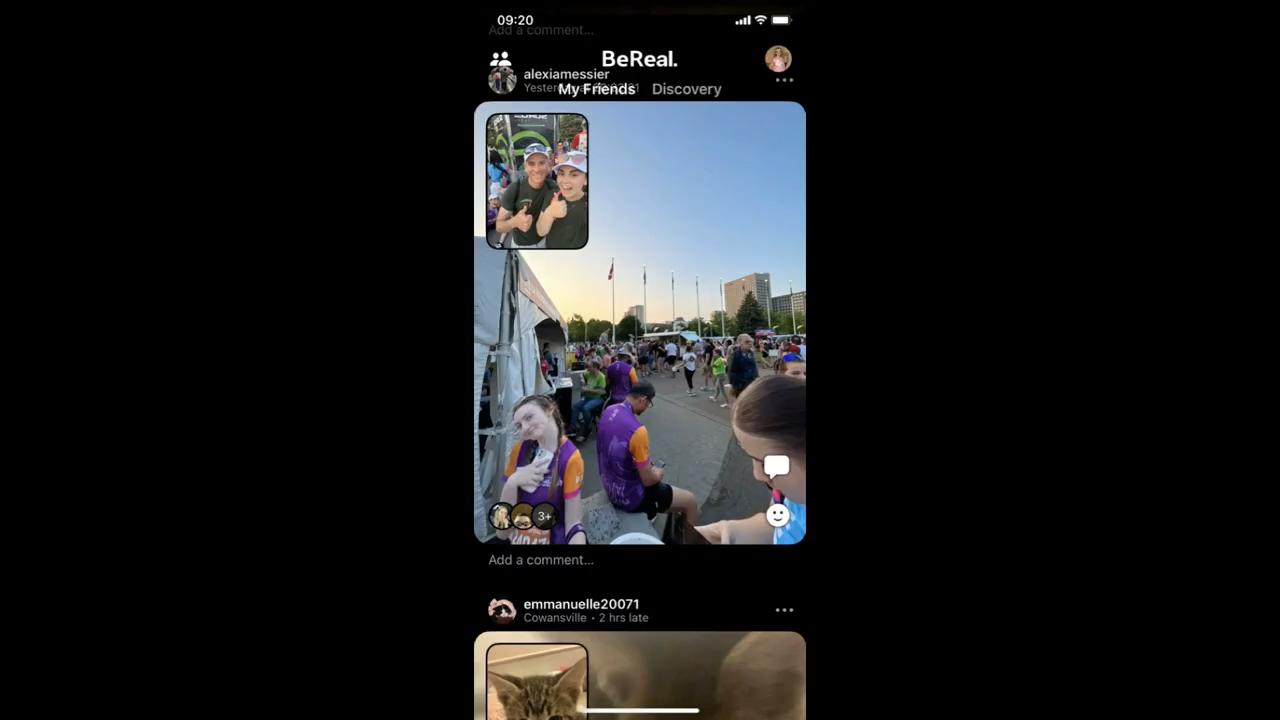 09:20
Add a comment...
BeReal.
alexiamessier
My Friends Discovery
3+
Add a comment...
emmanuelle20071
Cowansville • 2 hrs late